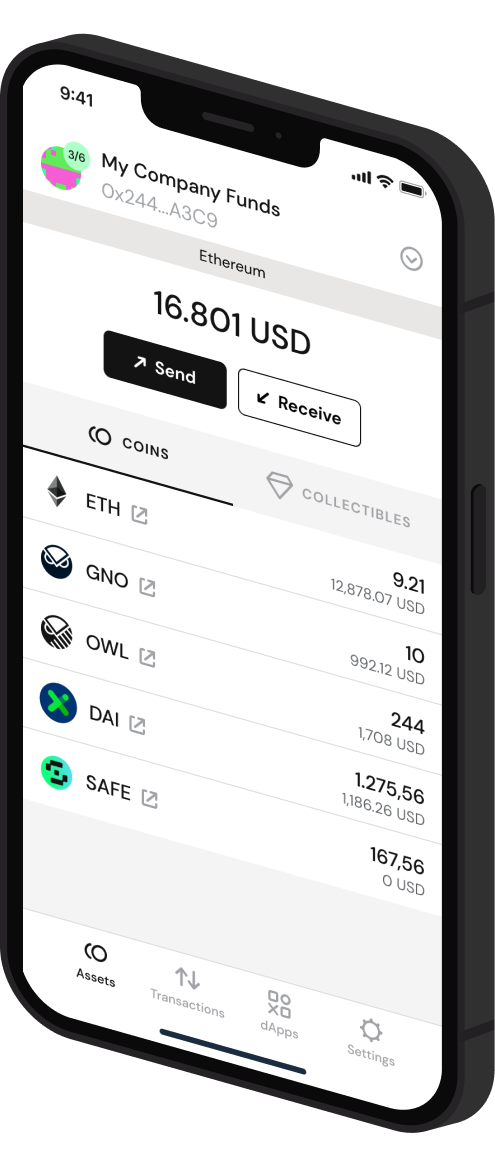 9:41
3/6
My Company Funds
0x244...A3C9
Ethereum
16.801 USD
Send
Receive
COINS
COLLECTIBLES
ETH
9.21
12,878.07 USD
GNO
10
992.12 USD
OWL
244
1,708 USD
DAI
1.275,56
1,186.26 USD
SAFE
167,56
0 USD
Assets
Transactions
dApps
Settings